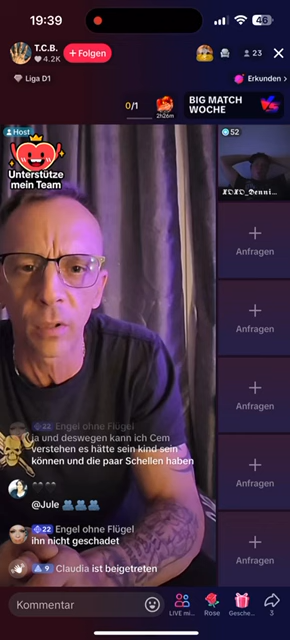 19:39
46
T.C.B.
4.2K
+ Folgen
23
Liga D1
Erkunden >
0/1
2h26m
BIG MATCH
WOCHE
Host
52
Unterstütze
mein Team
Anfragen
Anfragen
Anfragen
Anfragen
Anfragen
22 Engel ohne Flügel
ja und deswegen kann ich Cem
verstehen es hätte sein kind sein
können und die paar Schellen haben
@Jule
22 Engel ohne Flügel
ihn nicht geschadet
9 Claudia ist beigetreten
Kommentar
LIVE mi...
Rose
Gesche...
3